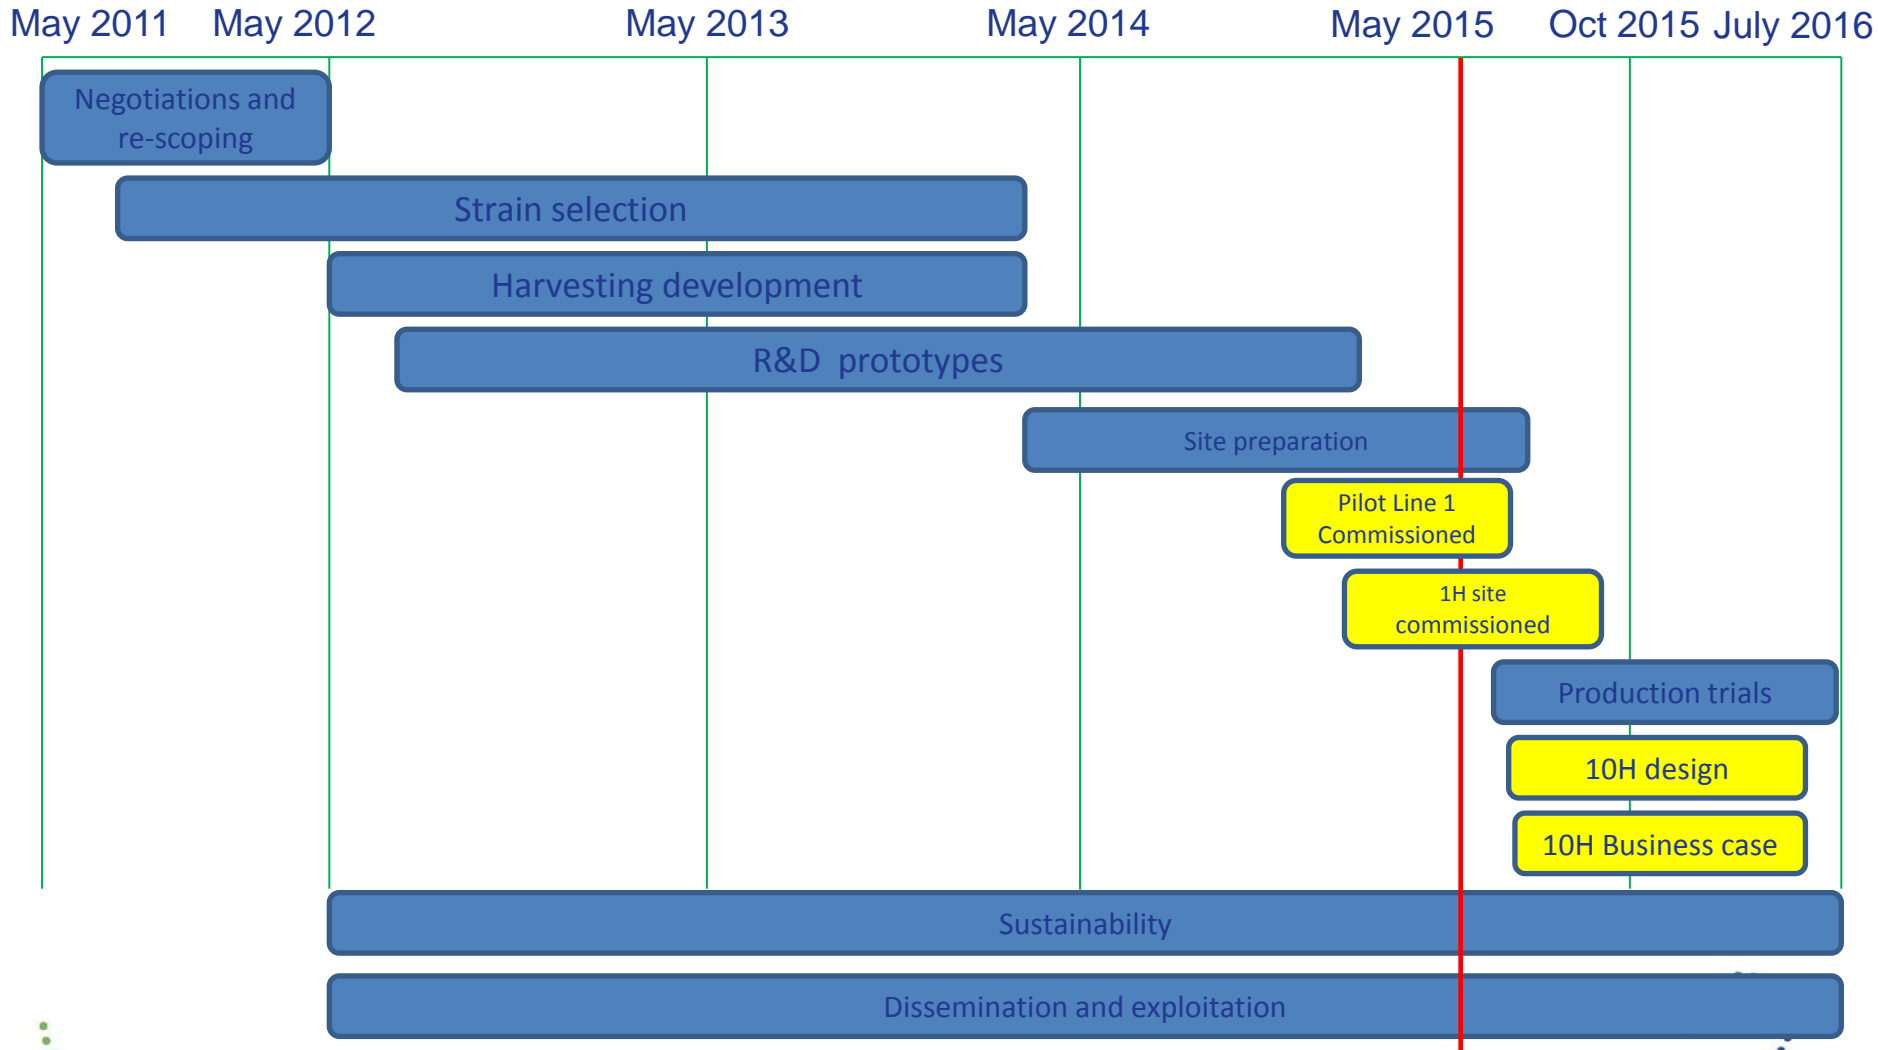 May 2011 May 2012 May 2013 May 2014 May 2015 Oct 2015 July 2016
Negotiations and
re-scoping
Strain selection
Harvesting development
R&D prototypes
Site preparation
Pilot Line 1
Commissioned
1H site
commissioned
Production trials
10H design
10H Business case
Sustainability
Dissemination and exploitation